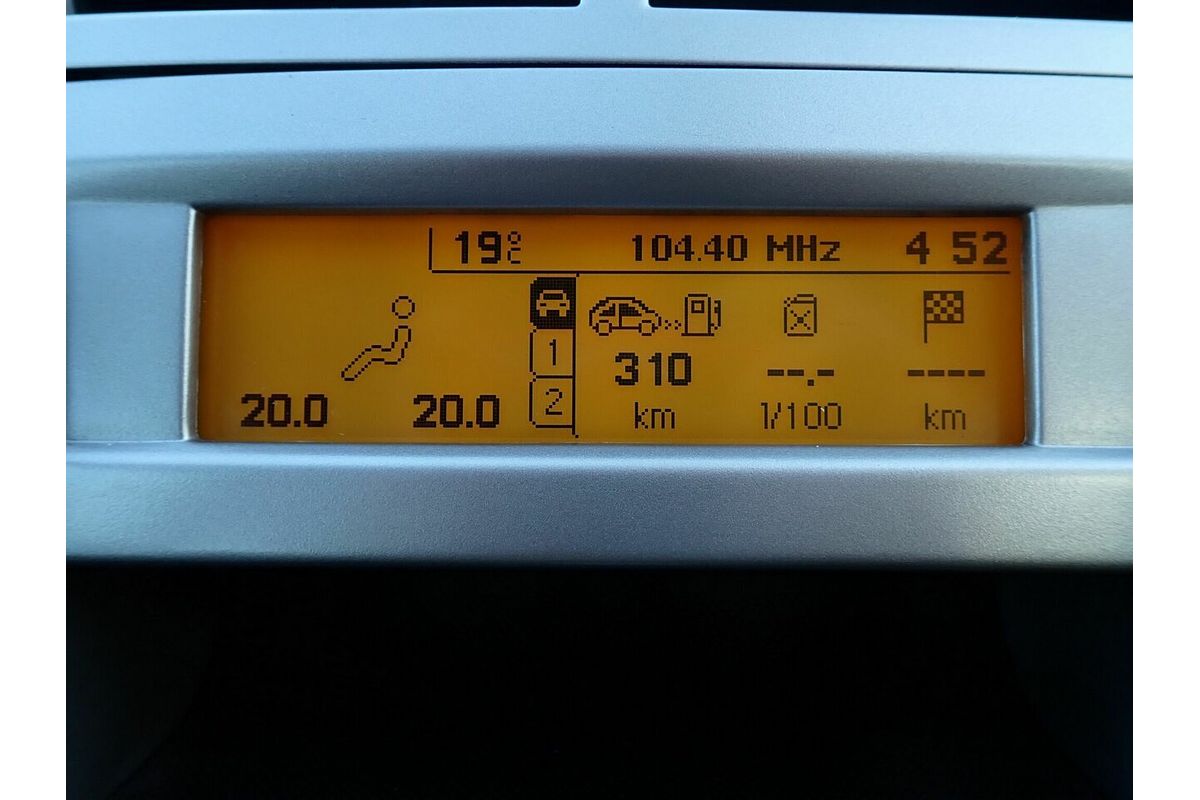 19°C 104.40 MHz 4 52
1
310 --.- ----
2
20.0 20.0 km l/100 km